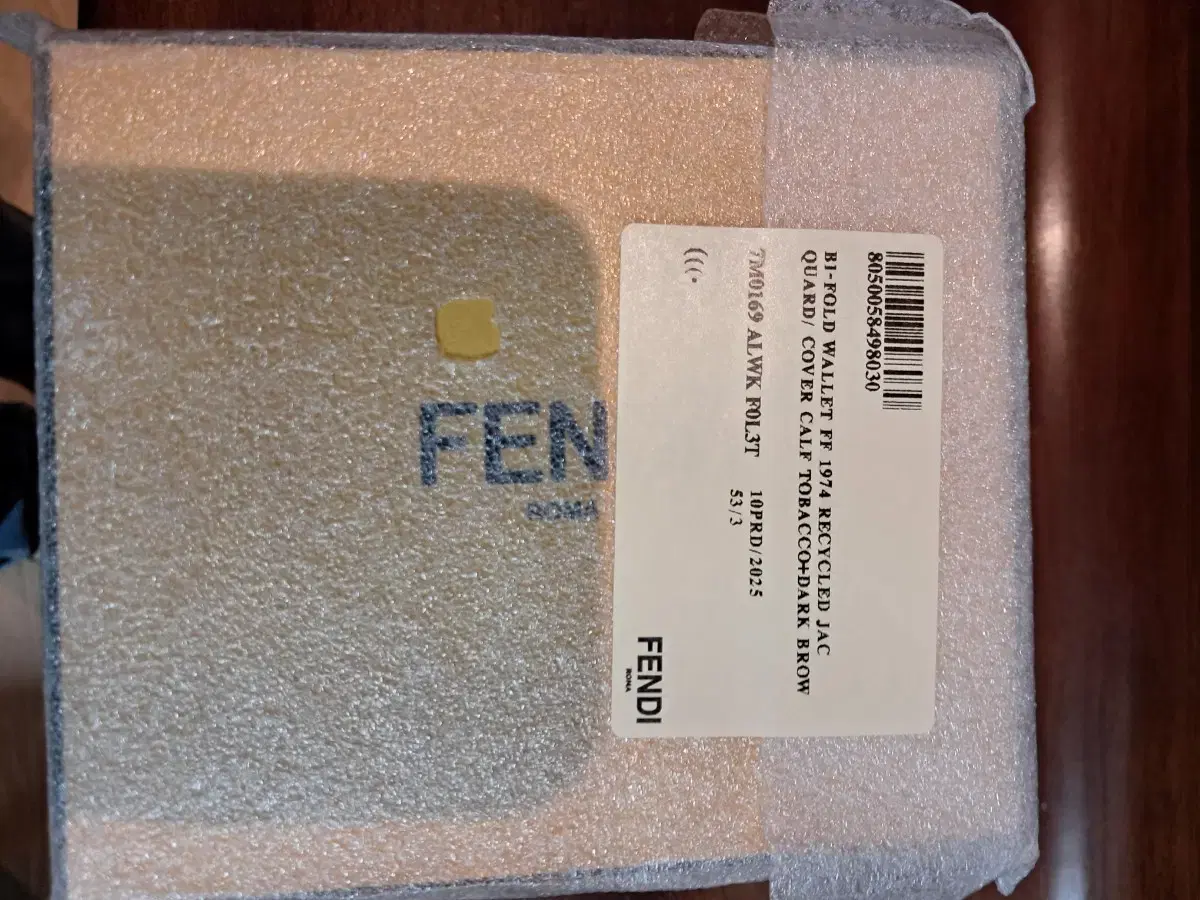 8050058498030
BI-FOLD WALLET FF 1974 RECYCLED JAC
QUARD/ COVER CALF TOBACCO+DARK BROW
7M0169 ALWK F0L3T 10PRD/2025
53/3
FENDI
ROMA
FEN
ROMA